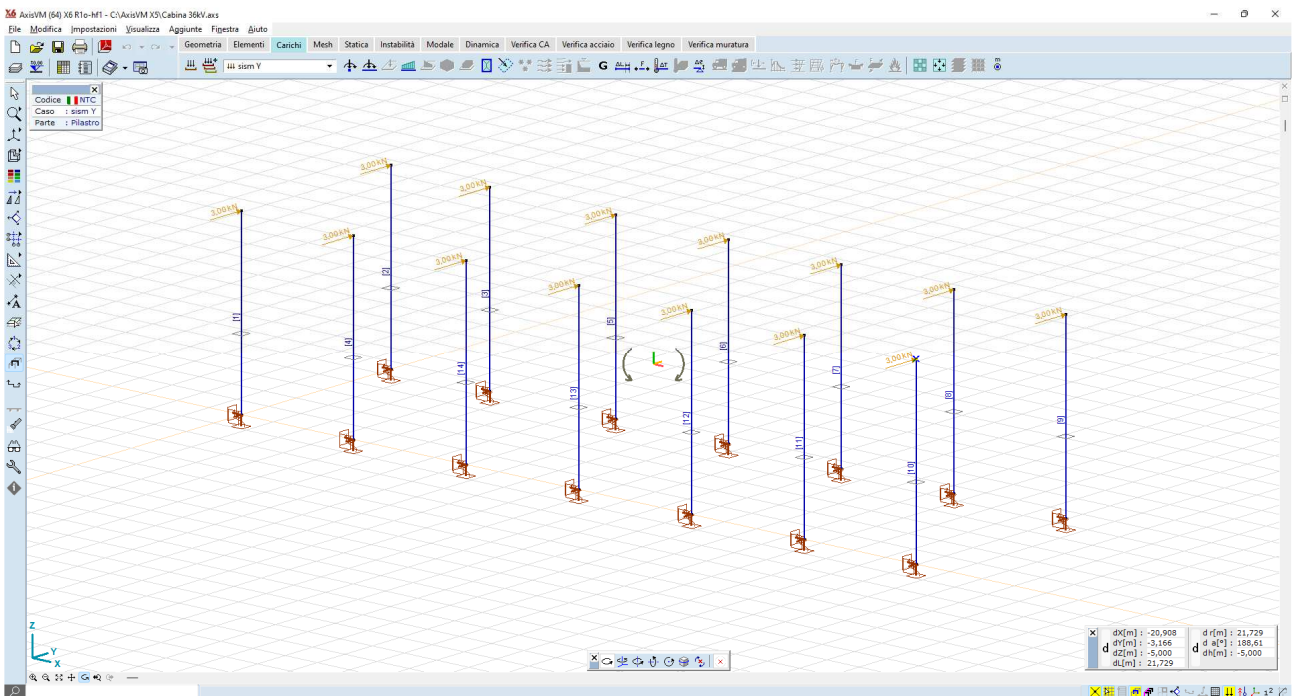 X6 AxisVM (64) X6 R1o-hf1 - C:\AxisVM X5\Cabina 36kV.axs
File Modifica Impostazioni Visualizza Aggiunte Finestra Aiuto
Geometria Elementi Carichi Mesh Statica Instabilità Modale Dinamica Verifica CA Verifica acciaio Verifica legno Verifica muratura
sism Y
Codice NTC
Caso : sism Y
Parte : Pilastro
3,00 kN
3,00 kN
3,00 kN
3,00 kN
3,00 kN
3,00 kN
3,00 kN
3,00 kN
3,00 kN
3,00 kN
3,00 kN
3,00 kN
3,00 kN
3,00 kN
[1]
[2]
[3]
[4]
[14]
[5]
[13]
[6]
[12]
[7]
[11]
[8]
[10]
[9]
Z
Y
X
d
dX[m] : -20,908
dY[m] : -3,166
dZ[m] : -5,000
dL[m] : 21,729
d
d r[m] : 21,729
d a[°] : 188,61
dh[m] : -5,000